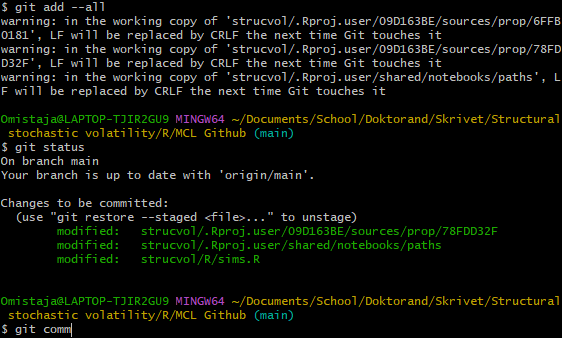 $ git add --all
warning: in the working copy of 'strucvol/.Rproj.user/09D163BE/sources/prop/6FFB
0181', LF will be replaced by CRLF the next time Git touches it
warning: in the working copy of 'strucvol/.Rproj.user/09D163BE/sources/prop/78FD
D32F', LF will be replaced by CRLF the next time Git touches it
warning: in the working copy of 'strucvol/.Rproj.user/shared/notebooks/paths', L
F will be replaced by CRLF the next time Git touches it
Omistaja@LAPTOP-TJIR2GU9 MINGW64 ~/Documents/School/Doktorand/Skrivet/Structural
stochastic volatility/R/MCL Github (main)
$ git status
On branch main
Your branch is up to date with 'origin/main'.
Changes to be committed:
(use "git restore --staged <file>..." to unstage)
modified: strucvol/.Rproj.user/09D163BE/sources/prop/78FDD32F
modified: strucvol/.Rproj.user/shared/notebooks/paths
modified: strucvol/R/sims.R
Omistaja@LAPTOP-TJIR2GU9 MINGW64 ~/Documents/School/Doktorand/Skrivet/Structural
stochastic volatility/R/MCL Github (main)
$ git comm